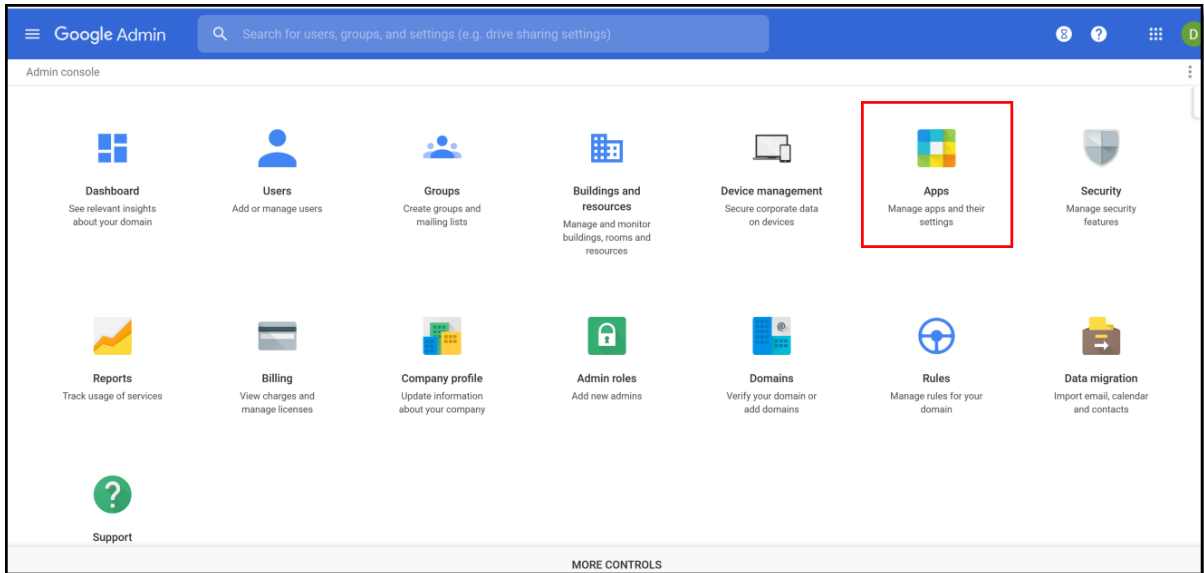 Google Admin
Search for users, groups, and settings (e.g. drive sharing settings)
8
?
D
Admin console
Dashboard
See relevant insights
about your domain
Users
Add or manage users
Groups
Create groups and
mailing lists
Buildings and
resources
Manage and monitor
buildings, rooms and
resources
Device management
Secure corporate data
on devices
Apps
Manage apps and their
settings
Security
Manage security
features
Reports
Track usage of services
Billing
View charges and
manage licenses
Company profile
Update information
about your company
Admin roles
Add new admins
@
Domains
Verify your domain or
add domains
Rules
Manage rules for your
domain
Data migration
Import email, calendar
and contacts
?
Support
MORE CONTROLS